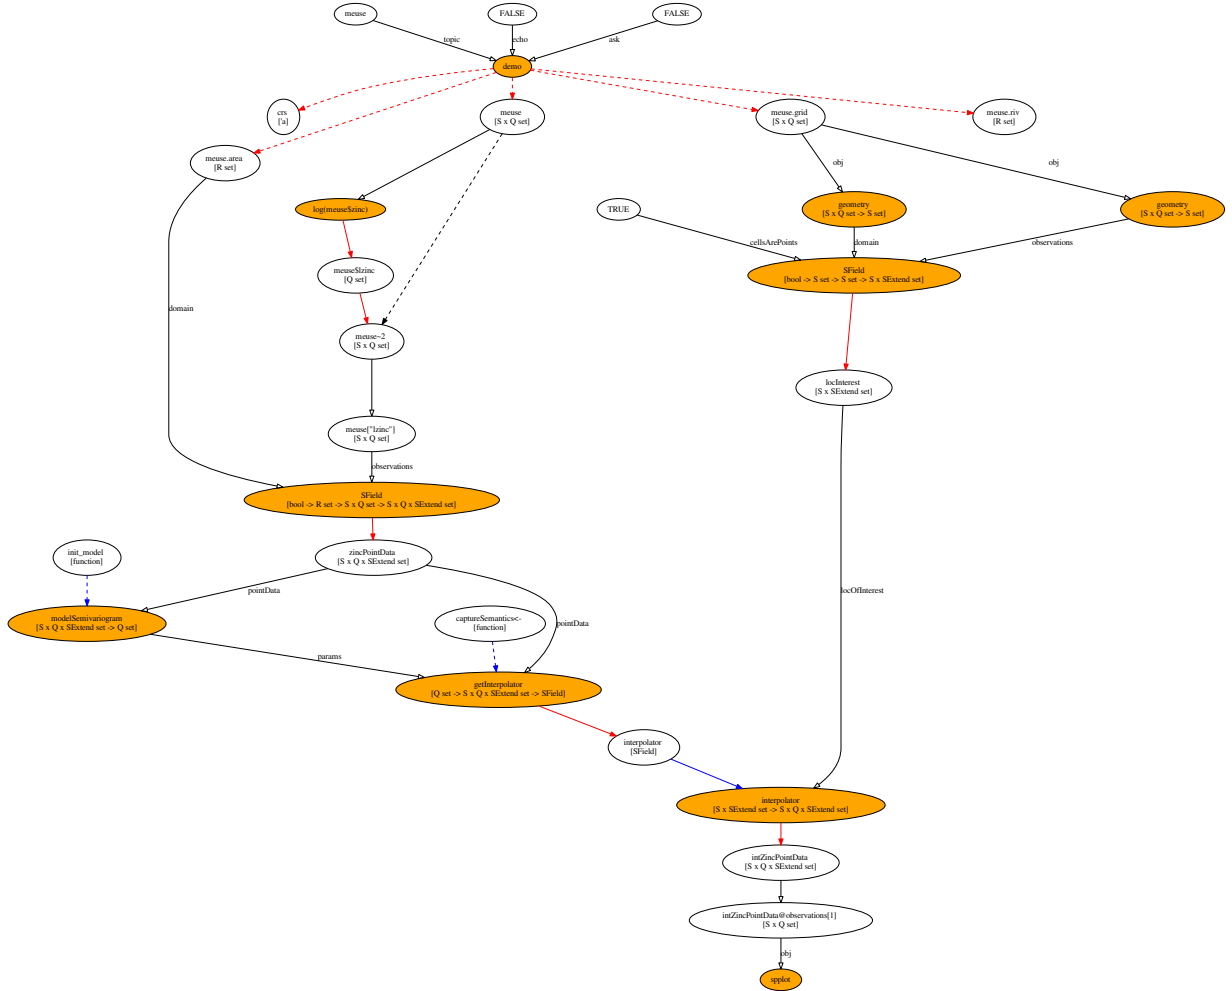 meuse
FALSE
FALSE
topic
echo
ask
demo
crs
['a]
meuse
[S x Q set]
meuse.grid
[S x Q set]
meuse.riv
[R set]
meuse.area
[R set]
obj
obj
log(meuse$zinc)
TRUE
geometry
[S x Q set -> S set]
geometry
[S x Q set -> S set]
cellsArePoints
domain
observations
meuse$lzinc
[Q set]
SField
[bool -> S set -> S set -> S x SExtend set]
domain
meuse~2
[S x Q set]
locInterest
[S x SExtend set]
meuse["lzinc"]
[S x Q set]
observations
SField
[bool -> R set -> S x Q set -> S x Q x SExtend set]
init_model
[function]
zincPointData
[S x Q x SExtend set]
pointData
locOfInterest
modelSemivariogram
[S x Q x SExtend set -> Q set]
captureSemantics<-
[function]
pointData
params
getInterpolator
[Q set -> S x Q x SExtend set -> SField]
interpolator
[SField]
interpolator
[S x SExtend set -> S x Q x SExtend set]
intZincPointData
[S x Q x SExtend set]
intZincPointData@observations[1]
[S x Q set]
obj
spplot